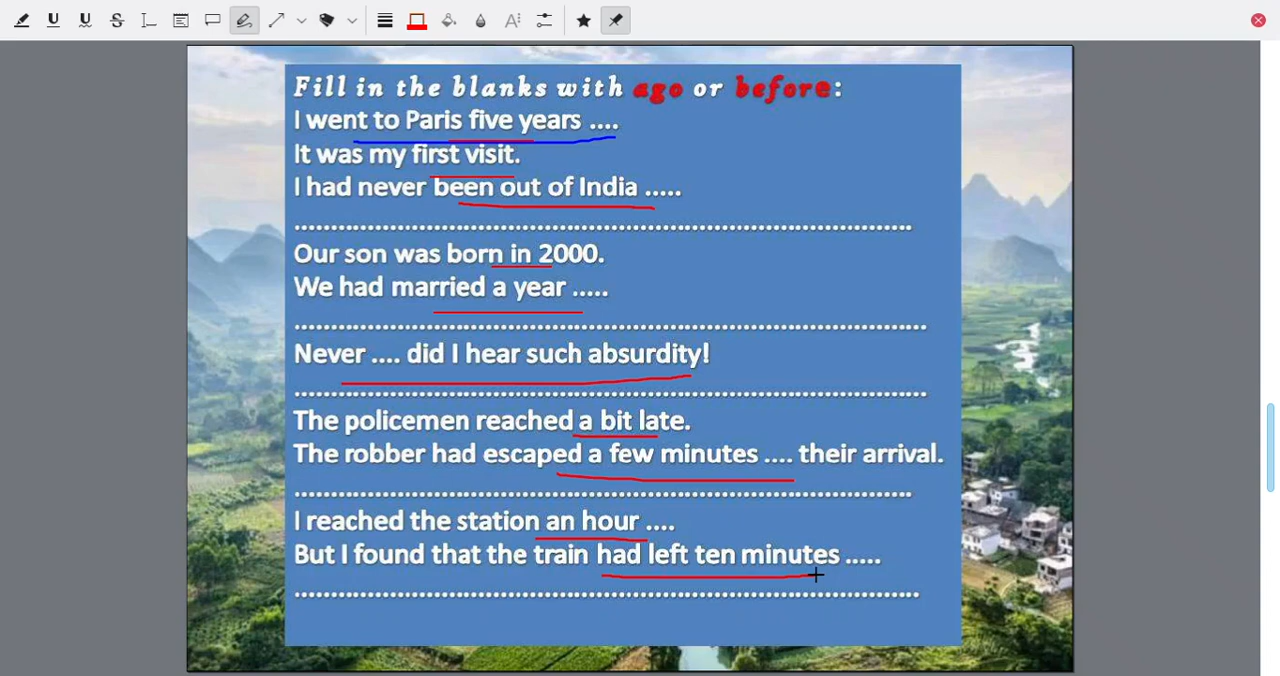 Fill in the blanks with ago or before:
I went to Paris five years ....
It was my first visit.
I had never been out of India .....
................................................................................
Our son was born in 2000.
We had married a year .....
..................................................................................
Never .... did I hear such absurdity!
..................................................................................
The policemen reached a bit late.
The robber had escaped a few minutes .... their arrival.
................................................................................
I reached the station an hour ....
But I found that the train had left ten minutes .....
.................................................................................